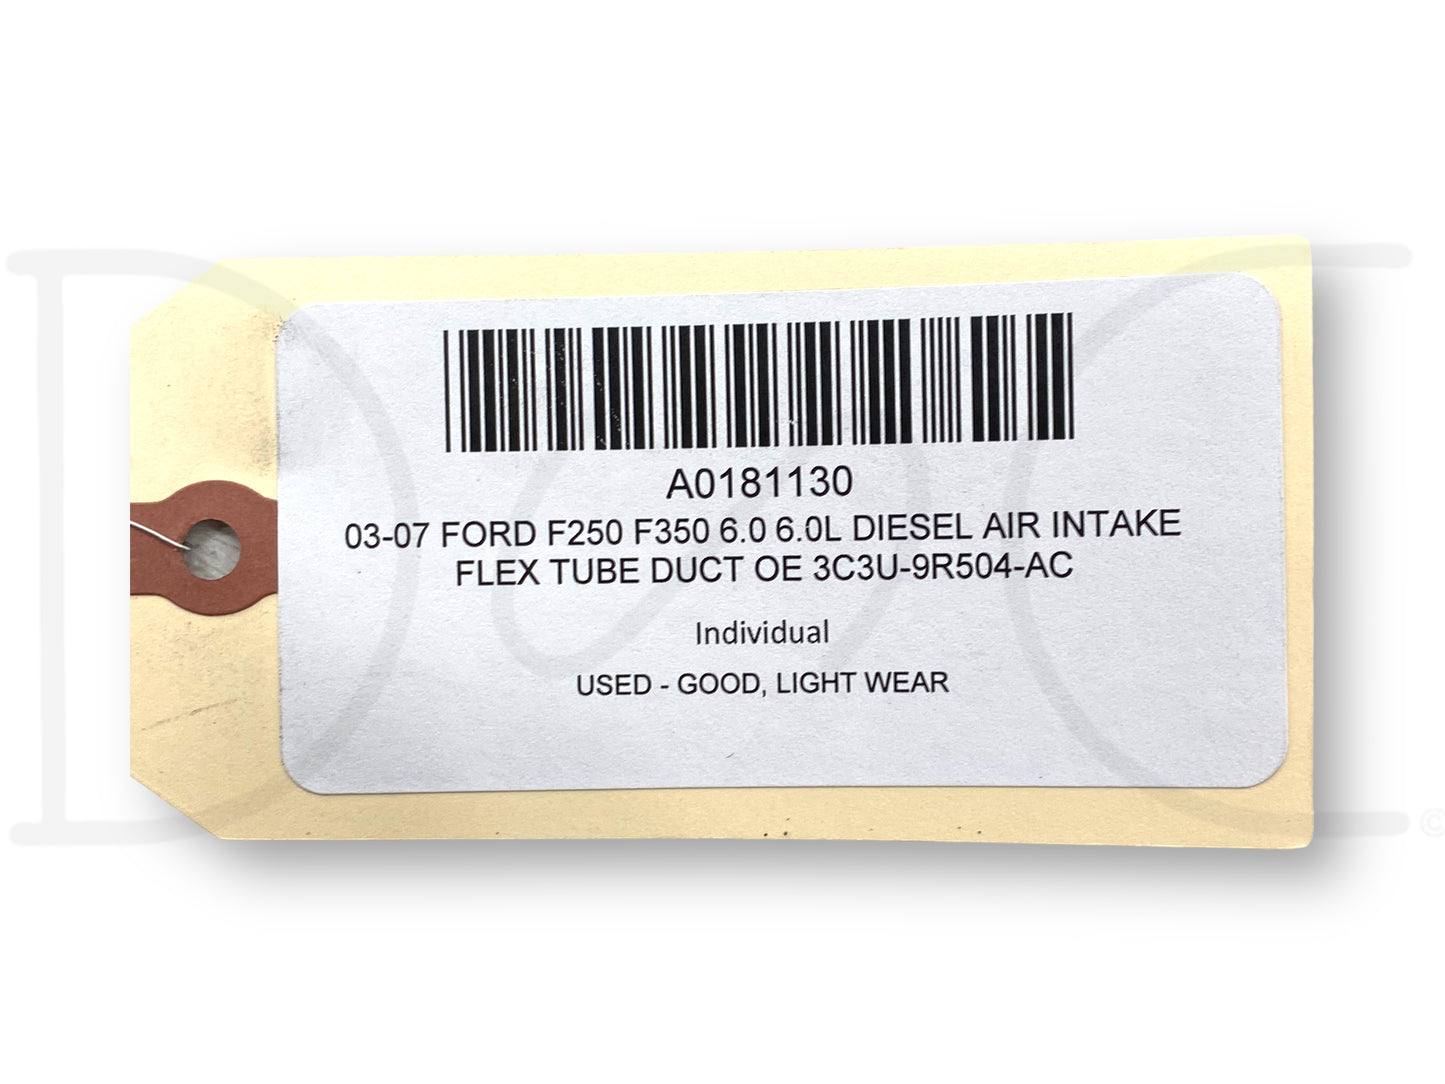 A0181130
03-07 FORD F250 F350 6.0 6.0L DIESEL AIR INTAKE
FLEX TUBE DUCT OE 3C3U-9R504-AC
Individual
USED - GOOD, LIGHT WEAR
©